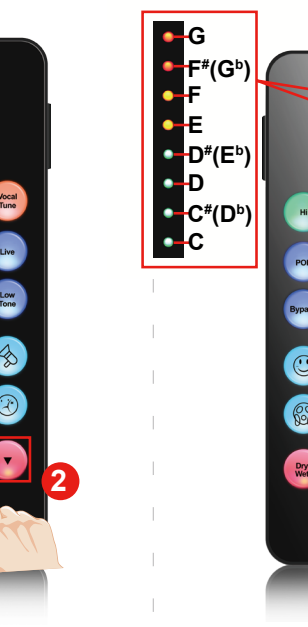 G
F#(Gb)
F
E
D#(Eb)
D
C#(Db)
C
Vocal
Tune
Live
Low
Tone
▼
2
Hi
POP
Bypa
Dry
Wet